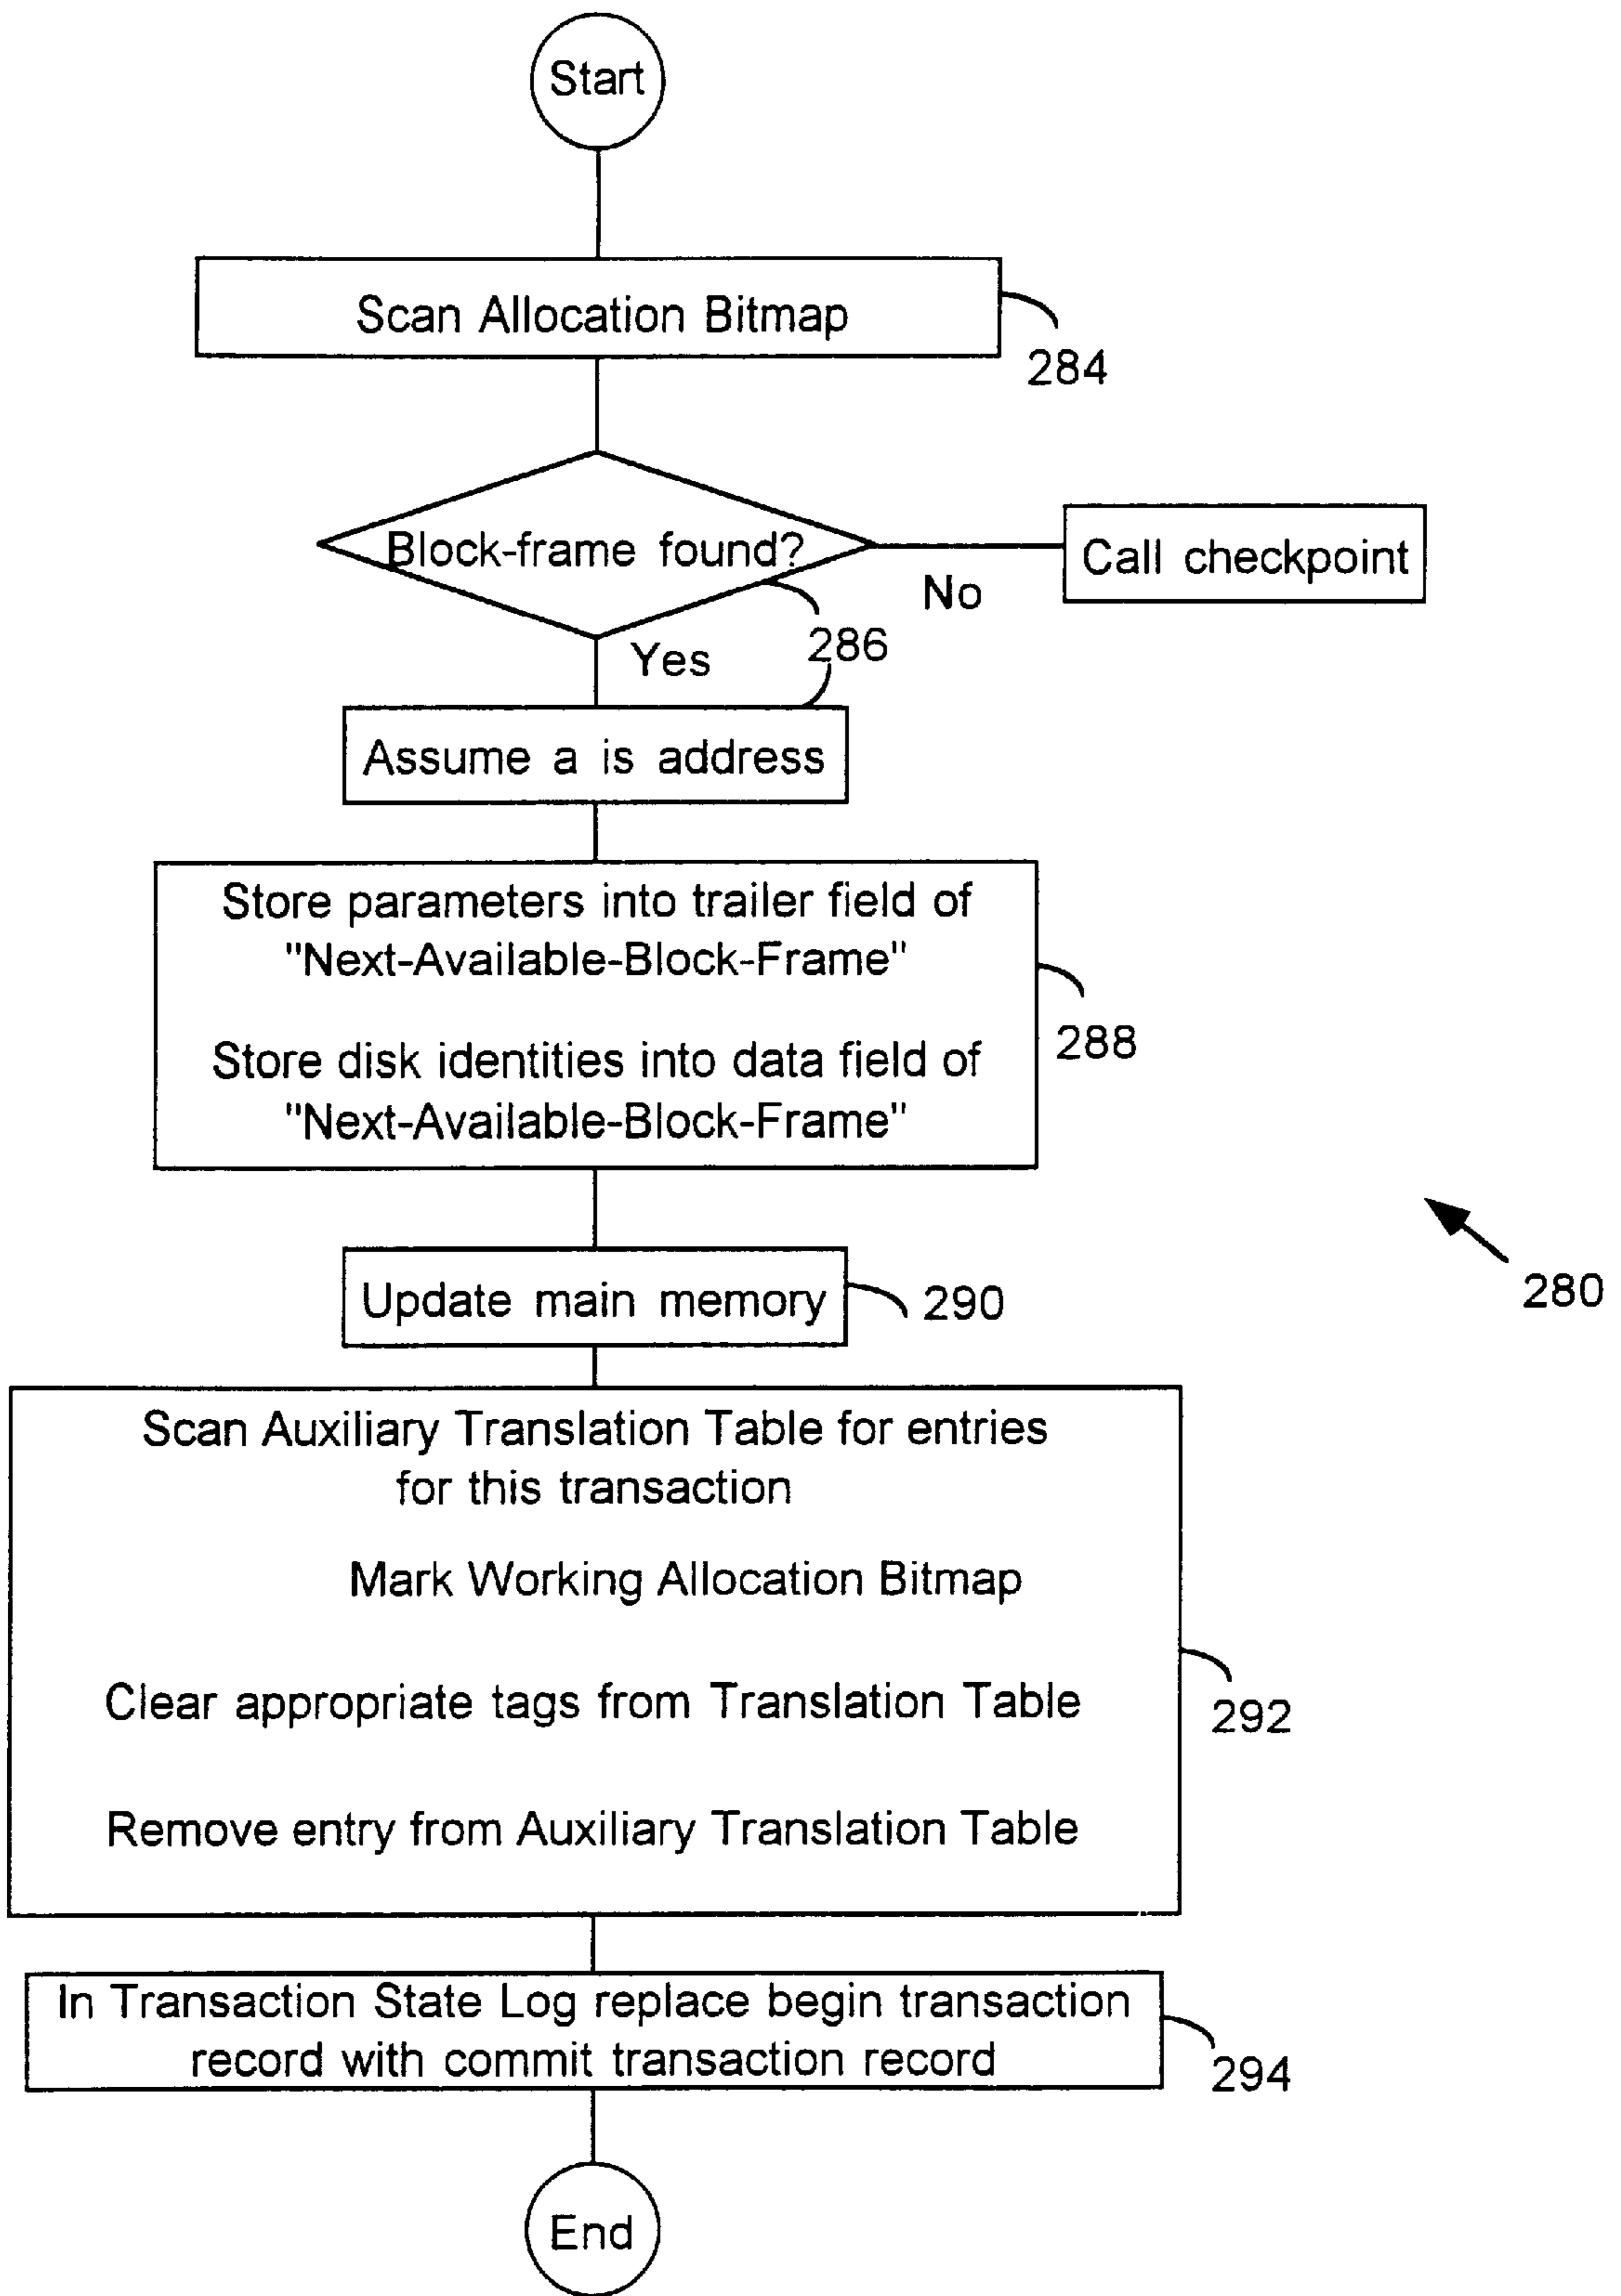 Start
Scan Allocation Bitmap
284
Block-frame found?
No
Call checkpoint
Yes
286
Assume a is address
Store parameters into trailer field of
"Next-Available-Block-Frame"
Store disk identities into data field of
"Next-Available-Block-Frame"
288
Update main memory
290
280
Scan Auxiliary Translation Table for entries
for this transaction
Mark Working Allocation Bitmap
Clear appropriate tags from Translation Table
292
Remove entry from Auxiliary Translation Table
In Transaction State Log replace begin transaction
record with commit transaction record
294
End